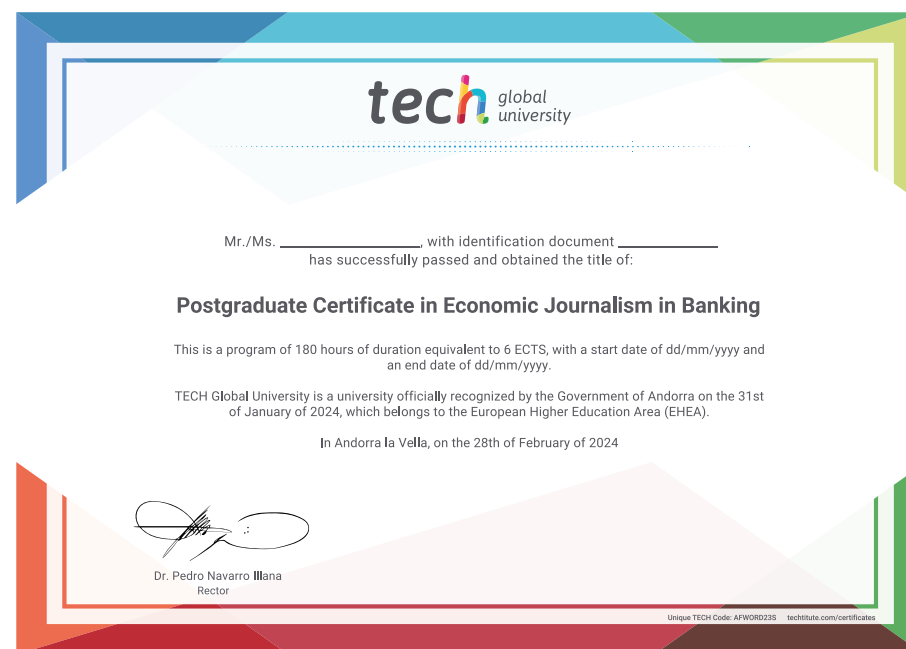 tech global university
Mr./Ms. ____________, with identification document ____________
has successfully passed and obtained the title of:
Postgraduate Certificate in Economic Journalism in Banking
This is a program of 180 hours of duration equivalent to 6 ECTS, with a start date of dd/mm/yyyy and
an end date of dd/mm/yyyy.
TECH Global University is a university officially recognized by the Government of Andorra on the 31st
of January of 2024, which belongs to the European Higher Education Area (EHEA).
In Andorra la Vella, on the 28th of February of 2024
Dr. Pedro Navarro Illana
Rector
Unique TECH Code: AFWORD23S techtitute.com/certificates